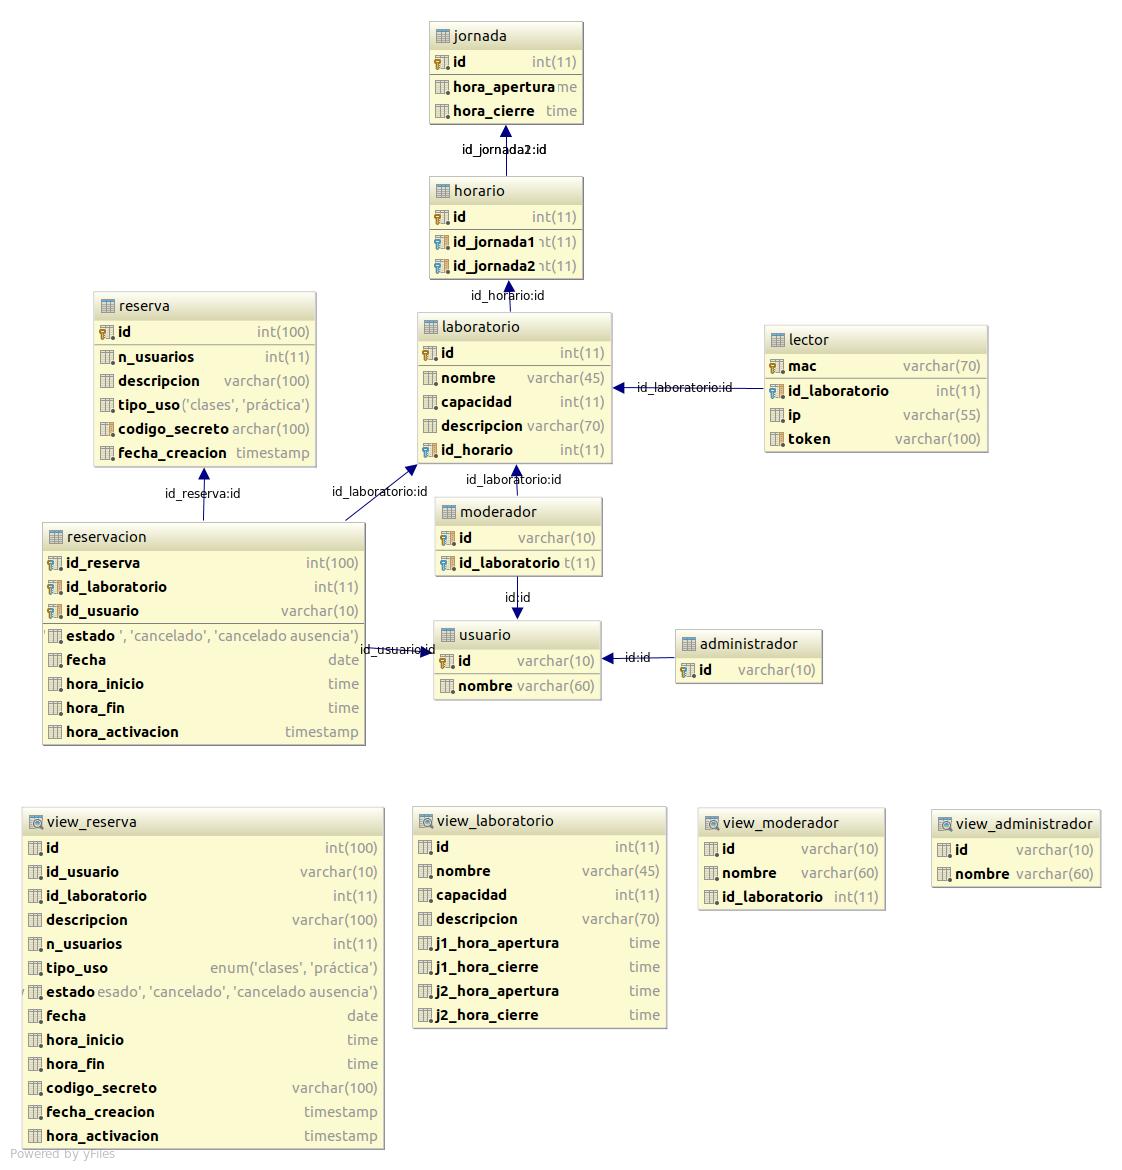 jornada
id int(11)
hora_apertura me
hora_cierre time
id:id
horario
id int(11)
id_jornada1 nt(11)
id_jornada2 nt(11)
id_horario:id
reserva
id int(100)
n_usuarios int(11)
descripcion varchar(100)
tipo_uso ('clases', 'práctica')
codigo_secreto archar(100)
fecha_creacion timestamp
laboratorio
id int(11)
nombre varchar(45)
capacidad int(11)
descripcion varchar(70)
id_horario int(11)
id_laboratorio:id
lector
mac varchar(70)
id_laboratorio int(11)
ip varchar(55)
token varchar(100)
id_reserva:id
id_laboratorio:id
id_laboratorio:id
reservacion
id_reserva int(100)
id_laboratorio int(11)
id_usuario varchar(10)
estado ', 'cancelado', 'cancelado ausencia')
fecha date
hora_inicio time
hora_fin time
hora_activacion timestamp
moderador
id varchar(10)
id_laboratorio t(11)
id:id
id_usuario:id
usuario
id varchar(10)
nombre varchar(60)
id:id
administrador
id varchar(10)
view_reserva
id int(100)
id_usuario varchar(10)
id_laboratorio int(11)
descripcion varchar(100)
n_usuarios int(11)
tipo_uso enum('clases', 'práctica')
estado esado', 'cancelado', 'cancelado ausencia')
fecha date
hora_inicio time
hora_fin time
codigo_secreto varchar(100)
fecha_creacion timestamp
hora_activacion timestamp
view_laboratorio
id int(11)
nombre varchar(45)
capacidad int(11)
descripcion varchar(70)
j1_hora_apertura time
j1_hora_cierre time
j2_hora_apertura time
j2_hora_cierre time
view_moderador
id varchar(10)
nombre varchar(60)
id_laboratorio int(11)
view_administrador
id varchar(10)
nombre varchar(60)
Powered by yFiles